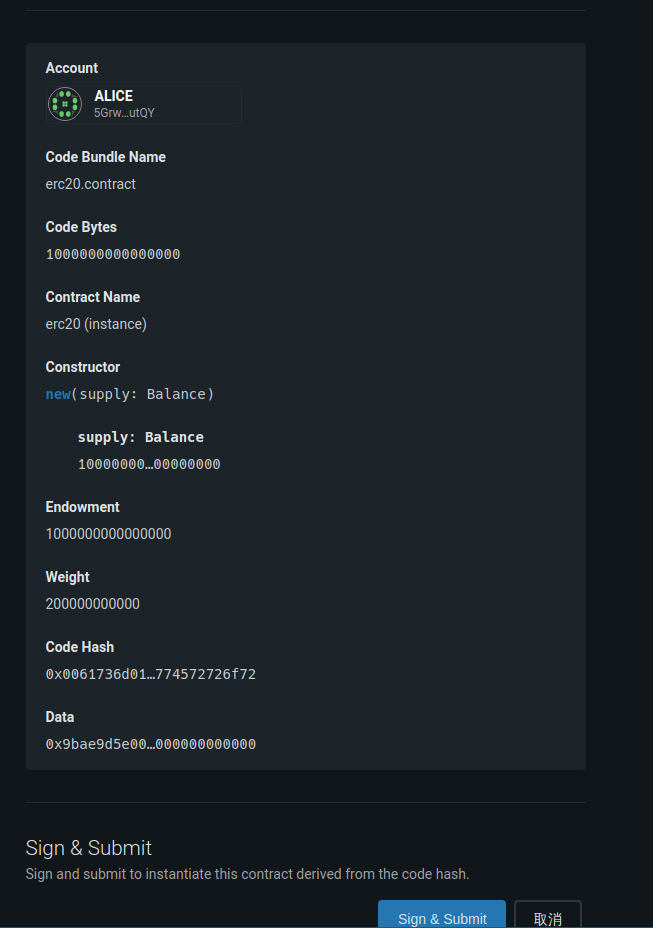 Account
ALICE
5Grw…utQY
Code Bundle Name
erc20.contract
Code Bytes
1000000000000000
Contract Name
erc20 (instance)
Constructor
new(supply: Balance)
supply: Balance
10000000…00000000
Endowment
1000000000000000
Weight
200000000000
Code Hash
0x0061736d01…774572726f72
Data
0x9bae9d5e00…000000000000
Sign & Submit
Sign and submit to instantiate this contract derived from the code hash.
Sign & Submit
取消